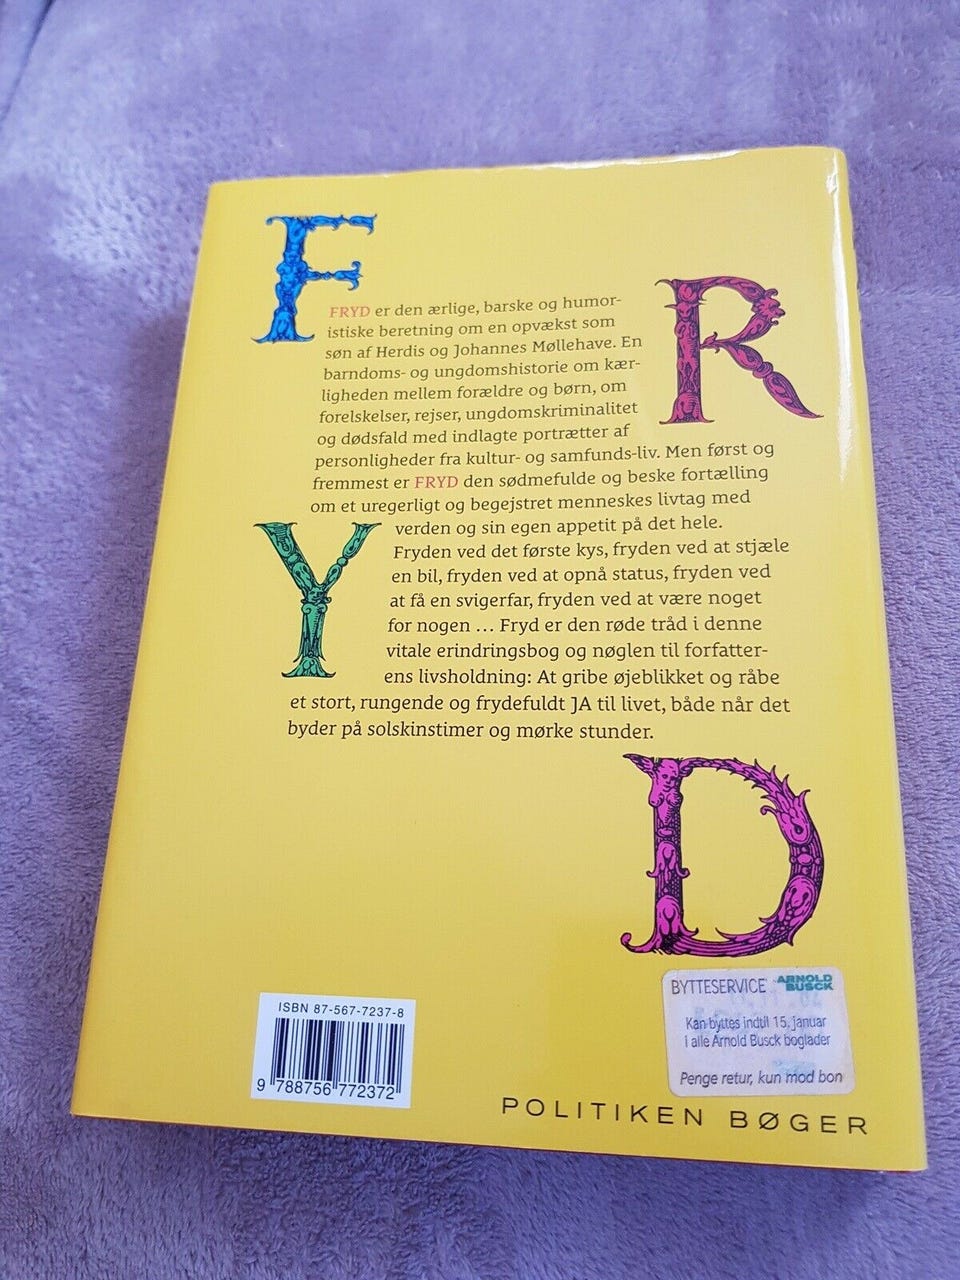 F
R
FRYD er den ærlige, barske og humor-
istiske beretning om en opvækst som
søn af Herdis og Johannes Møllehave. En
barndoms- og ungdomshistorie om kær-
ligheden mellem forældre og børn, om
forelskelser, rejser, ungdomskriminalitet
og dødsfald med indlagte portrætter af
personligheder fra kultur- og samfunds-liv. Men først og
fremmest er FRYD den sødmefulde og beske fortælling
om et uregerligt og begejstret menneskes livtag med
verden og sin egen appetit på det hele.
Y
Fryden ved det første kys, fryden ved at stjæle
en bil, fryden ved at opnå status, fryden ved
at få en svigerfar, fryden ved at være noget
for nogen ... Fryd er den røde tråd i denne
vitale erindringsbog og nøglen til forfatter-
ens livsholdning: At gribe øjeblikket og råbe
et stort, rungende og frydefuldt JA til livet, både når det
byder på solskinstimer og mørke stunder.
D
BYTTESERVICE ARNOLD BUSCK
Kan byttes indtil 15. januar
i alle Arnold Busck boglader
Penge retur, kun mod bon
ISBN 87-567-7237-8
9 788756 772372
POLITIKEN BØGER